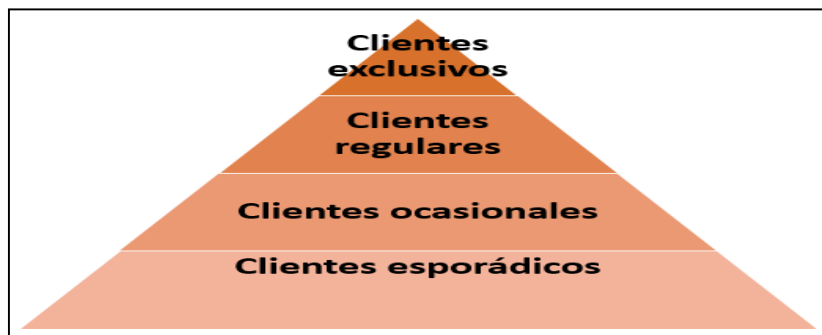 Clientes
exclusivos
Clientes
regulares
Clientes ocasionales
Clientes esporádicos